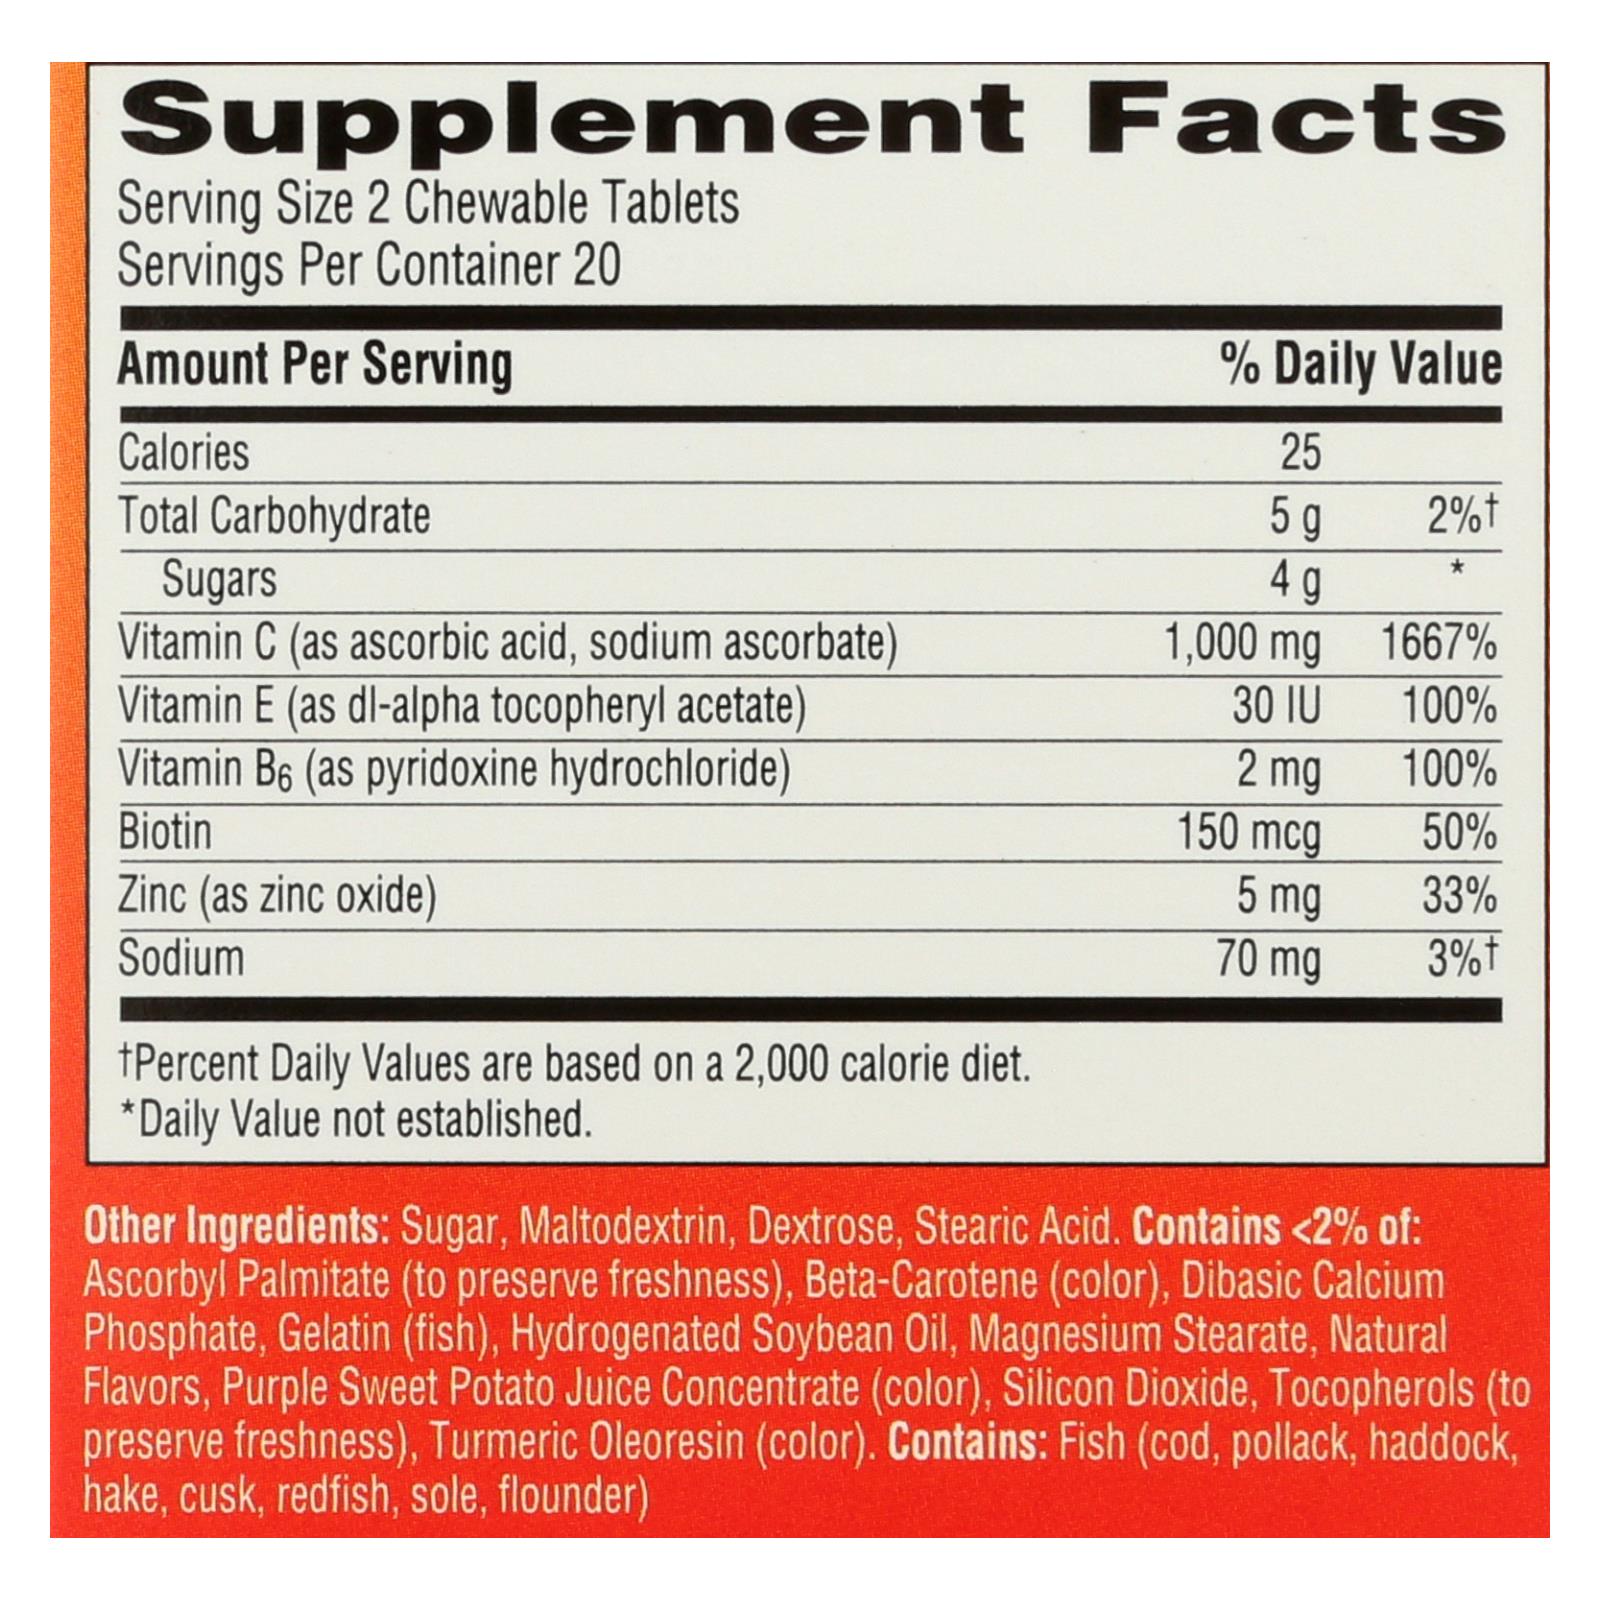 Supplement Facts
Serving Size 2 Chewable Tablets
Servings Per Container 20
Amount Per Serving % Daily Value
Calories 25
Total Carbohydrate 5 g 2%†
Sugars 4 g *
Vitamin C (as ascorbic acid, sodium ascorbate) 1,000 mg 1667%
Vitamin E (as dl-alpha tocopheryl acetate) 30 IU 100%
Vitamin B6 (as pyridoxine hydrochloride) 2 mg 100%
Biotin 150 mcg 50%
Zinc (as zinc oxide) 5 mg 33%
Sodium 70 mg 3%†
†Percent Daily Values are based on a 2,000 calorie diet.
*Daily Value not established.
Other Ingredients: Sugar, Maltodextrin, Dextrose, Stearic Acid. Contains <2% of:
Ascorbyl Palmitate (to preserve freshness), Beta-Carotene (color), Dibasic Calcium
Phosphate, Gelatin (fish), Hydrogenated Soybean Oil, Magnesium Stearate, Natural
Flavors, Purple Sweet Potato Juice Concentrate (color), Silicon Dioxide, Tocopherols (to
preserve freshness), Turmeric Oleoresin (color). Contains: Fish (cod, pollack, haddock,
hake, cusk, redfish, sole, flounder)